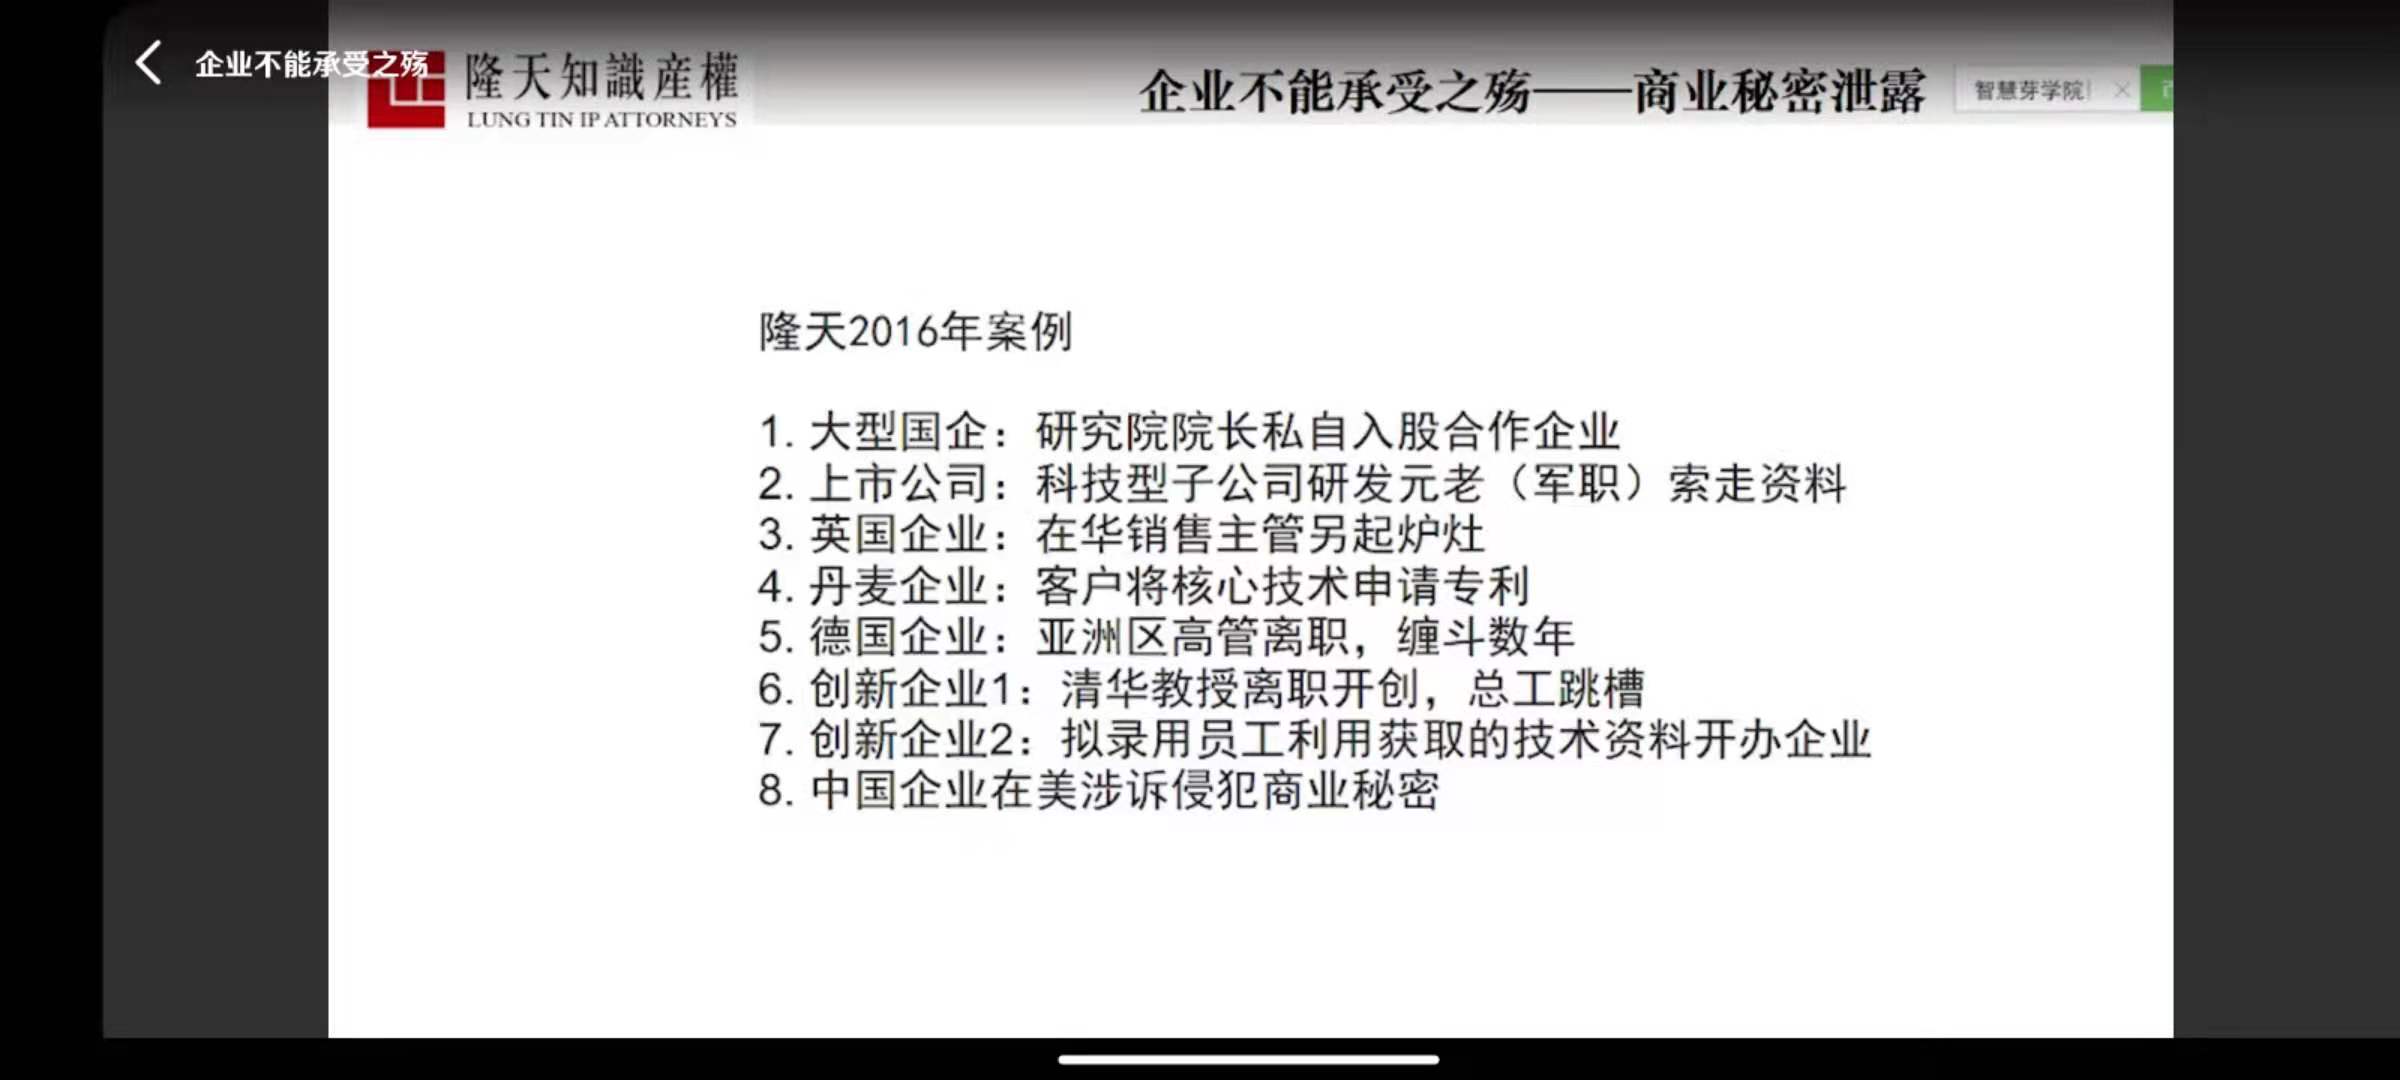 企业不能承受之殇
隆天知識産權
LUNG TIN IP ATTORNEYS
企业不能承受之殇——商业秘密泄露
智慧芽学院
隆天2016年案例
1. 大型国企：研究院院长私自入股合作企业
2. 上市公司：科技型子公司研发元老（军职）索走资料
3. 英国企业：在华销售主管另起炉灶
4. 丹麦企业：客户将核心技术申请专利
5. 德国企业：亚洲区高管离职，缠斗数年
6. 创新企业1：清华教授离职开创，总工跳槽
7. 创新企业2：拟录用员工利用获取的技术资料开办企业
8. 中国企业在美涉诉侵犯商业秘密